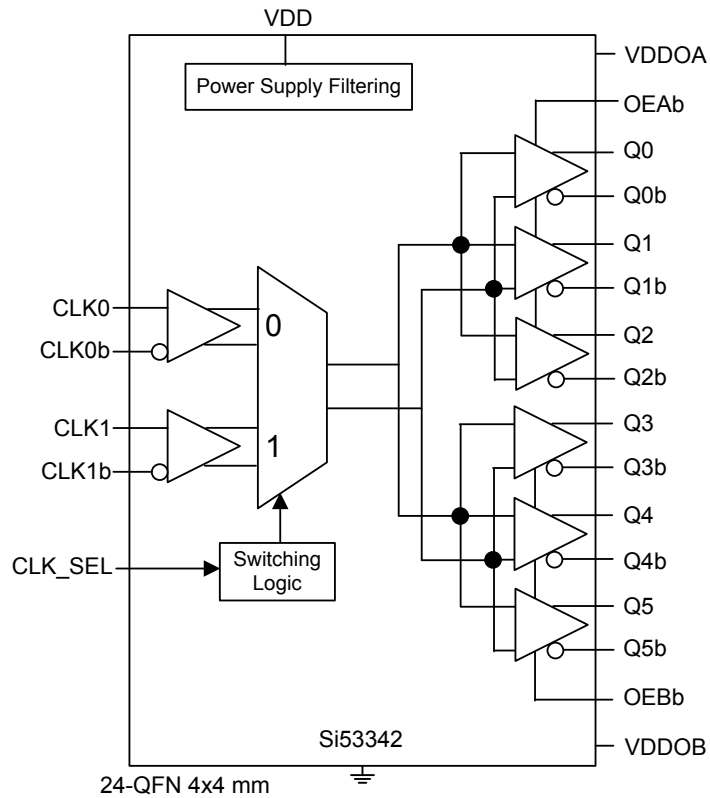 VDD
VDDOA
Power Supply Filtering
OEAb
Q0
Q0b
Q1
Q1b
CLK0
0
Q2
CLK0b
Q2b
CLK1
Q3
1
CLK1b
Q3b
Q4
CLK_SEL
Switching
Logic
Q4b
Q5
Q5b
OEBb
Si53342
VDDOB
24-QFN 4x4 mm